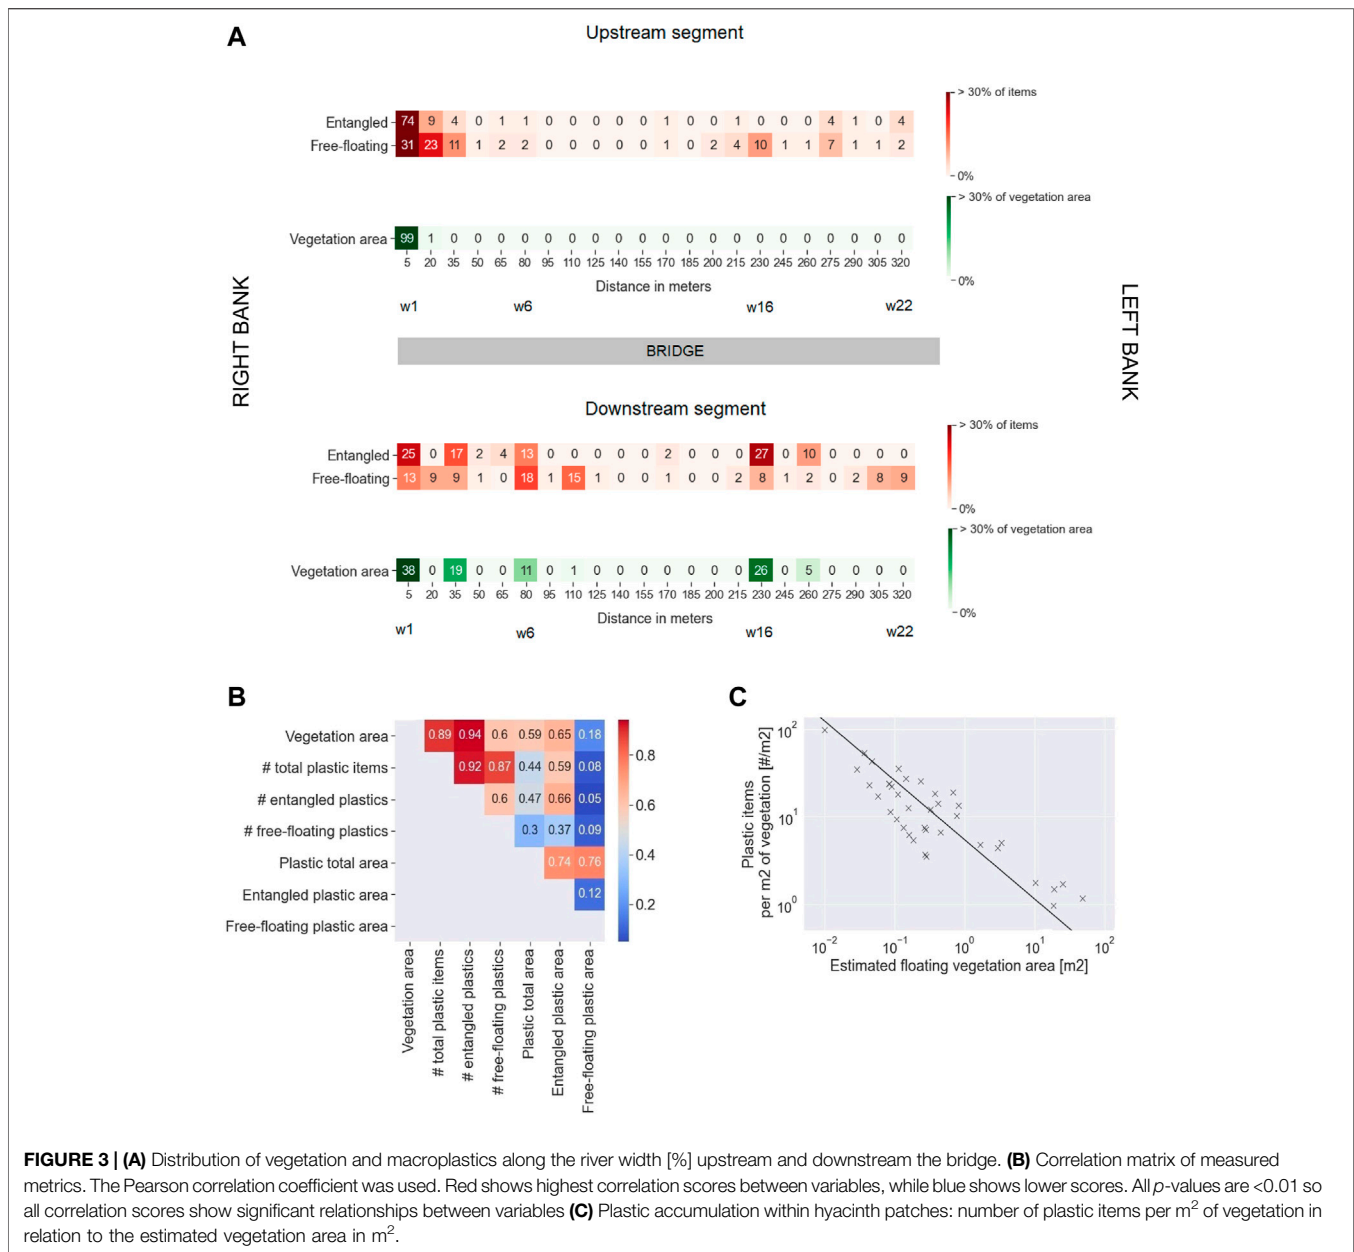 A
Upstream segment
Entangled 74 9 4 0 1 1 0 0 0 0 0 1 0 0 1 0 0 0 4 1 0 4
Free-floating 31 23 11 1 2 2 0 0 0 0 0 1 0 2 4 10 1 1 7 1 1 2
> 30% of items
0%
Vegetation area 99 1 0 0 0 0 0 0 0 0 0 0 0 0 0 0 0 0 0 0 0 0
> 30% of vegetation area
0%
5 20 35 50 65 80 95 110 125 140 155 170 185 200 215 230 245 260 275 290 305 320
Distance in meters
w1 w6 w16 w22
RIGHT BANK
BRIDGE
LEFT BANK
Downstream segment
Entangled 25 0 17 2 4 13 0 0 0 0 0 2 0 0 0 27 0 10 0 0 0 0
Free-floating 13 9 9 1 0 18 1 15 1 0 0 1 0 0 2 8 1 2 0 2 8 9
> 30% of items
0%
Vegetation area 38 0 19 0 0 11 0 1 0 0 0 0 0 0 0 26 0 5 0 0 0 0
> 30% of vegetation area
0%
5 20 35 50 65 80 95 110 125 140 155 170 185 200 215 230 245 260 275 290 305 320
Distance in meters
w1 w6 w16 w22
B
Vegetation area 0.89 0.94 0.6 0.59 0.65 0.18
# total plastic items 0.92 0.87 0.44 0.59 0.08
# entangled plastics 0.6 0.47 0.66 0.05
# free-floating plastics 0.3 0.37 0.09
Plastic total area 0.74 0.76
Entangled plastic area 0.12
Free-floating plastic area
Vegetation area
# total plastic items
# entangled plastics
# free-floating plastics
Plastic total area
Entangled plastic area
Free-floating plastic area
0.8
0.6
0.4
0.2
C
Plastic items
per m2 of vegetation [#/m2]
10²
10¹
10⁰
10⁻² 10⁻¹ 10⁰ 10¹ 10²
Estimated floating vegetation area [m2]
FIGURE 3 | (A) Distribution of vegetation and macroplastics along the river width [%] upstream and downstream the bridge. (B) Correlation matrix of measured
metrics. The Pearson correlation coefficient was used. Red shows highest correlation scores between variables, while blue shows lower scores. All p-values are <0.01 so
all correlation scores show significant relationships between variables (C) Plastic accumulation within hyacinth patches: number of plastic items per m² of vegetation in
relation to the estimated vegetation area in m².